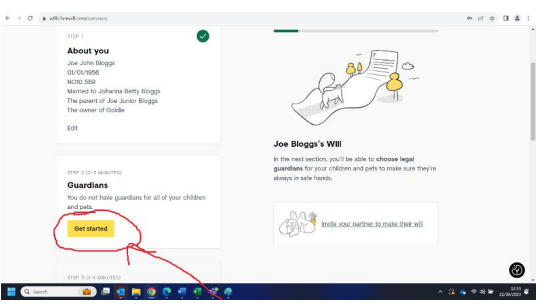 willsfarewill.com/summary
STEP 1
About you
Joe John Bloggs
01/01/1956
NO10 5SR
Married to Johanna Betty Bloggs
The parent of Joe Junior Bloggs
The owner of Goldie
Edit
Joe Bloggs's Will
In the next section, you'll be able to choose legal
guardians for your children and pets to make sure they're
always in safe hands.
STEP 2 (2-3 MINUTES)
Guardians
You do not have guardians for all of your children
and pets.
Get started
Invite your partner to make their will
STEP 3 (3-4 MINUTES)
Search
12:33
22/08/2023